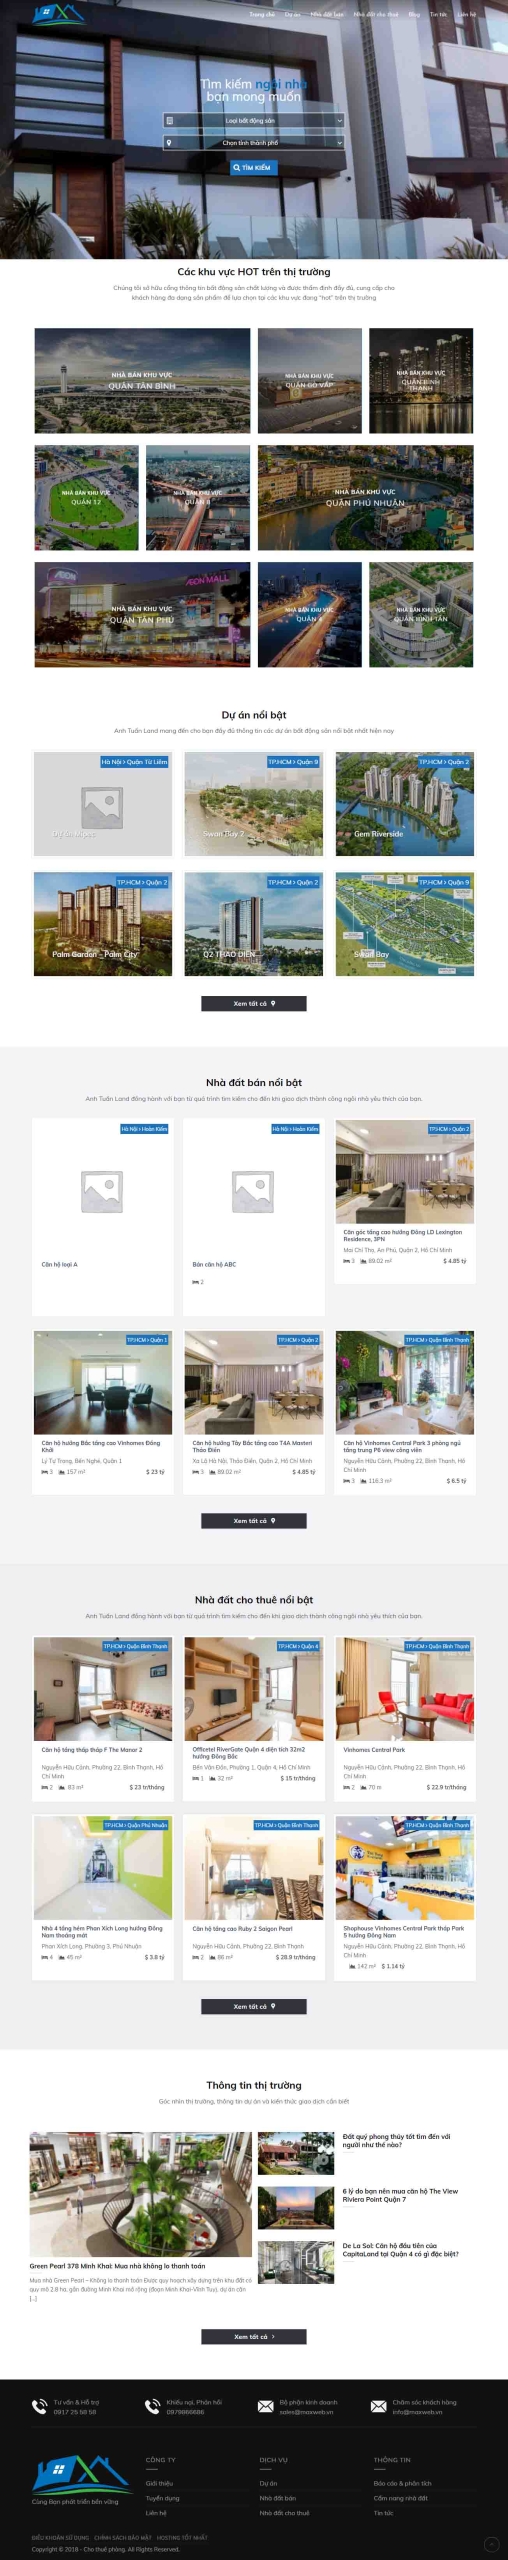 Trang chủ Dự án Nhà đất bán Nhà đất cho thuê Blog Tin tức Liên hệ
Tìm kiếm ngôi nhà
bạn mong muốn
Loại bất động sản
Chọn tỉnh thành phố
TÌM KIẾM
Các khu vực HOT trên thị trường
Chúng tôi sở hữu cổng thông tin bất động sản chất lượng và được thẩm định đầy đủ, cung cấp cho
khách hàng đa dạng sản phẩm để lựa chọn tại các khu vực đang "hot" trên thị trường
NHÀ BÁN KHU VỰC
QUẬN TÂN BÌNH
NHÀ BÁN KHU VỰC
QUẬN GÒ VẤP
NHÀ BÁN KHU VỰC
QUẬN BÌNH
THẠNH
NHÀ BÁN KHU VỰC
QUẬN 12
NHÀ BÁN KHU VỰC
QUẬN 8
NHÀ BÁN KHU VỰC
QUẬN PHÚ NHUẬN
AEON MALL
NHÀ BÁN KHU VỰC
QUẬN TÂN PHÚ
NHÀ BÁN KHU VỰC
QUẬN
NHÀ BÁN KHU VỰC
QUẬN BÌNH TÂN
Dự án nổi bật
Anh Tuấn Land mang đến cho bạn đầy đủ thông tin các dự án bất động sản nổi bật nhất hiện nay
Hà Nội > Quận Từ Liêm
Dự án
TP.HCM > Quận 9
Swan Bay 2
TP.HCM > Quận 2
Gem Riverside
TP.HCM > Quận 2
Palm Garden – Palm City
TP.HCM > Quận 2
Q2 THAO DIEN
TP.HCM > Quận 9
Swan Bay
Xem tất cả
Nhà đất bán nổi bật
Anh Tuấn Land đồng hành với bạn từ quá trình tìm kiếm cho đến khi giao dịch thành công ngôi nhà yêu thích của bạn.
Hà Nội > Hoàn Kiếm
Căn hộ loại A
Hà Nội > Hoàn Kiếm
Bán căn hộ ABC
2
TP.HCM > Quận 2
Căn góc tầng cao hướng Đông LD Lexington
Residence, 3PN
Mai Chí Thọ, An Phú, Quận 2, Hồ Chí Minh
3 89.02 m² $ 4.85 tỷ
TP.HCM > Quận 1
Căn hộ hướng Bắc tầng cao Vinhomes Đồng
Khởi
Lý Tự Trọng, Bến Nghé, Quận 1
3 157 m² $ 23 tỷ
TP.HCM > Quận 2
Căn hộ hướng Tây Bắc tầng cao T4A Masteri
Thảo Điền
Xa Lộ Hà Nội, Thảo Điền, Quận 2, Hồ Chí Minh
3 89.02 m² $ 4.85 tỷ
TP.HCM > Quận Bình Thạnh
Căn hộ Vinhomes Central Park 3 phòng ngủ
tầng trung P6 view công viên
Nguyễn Hữu Cảnh, Phường 22, Bình Thạnh, Hồ
Chí Minh
3 116.3 m² $ 6.5 tỷ
Xem tất cả
Nhà đất cho thuê nổi bật
Anh Tuấn Land đồng hành với bạn từ quá trình tìm kiếm cho đến khi giao dịch thành công ngôi nhà yêu thích của bạn.
TP.HCM > Quận Bình Thạnh
Căn hộ tầng thấp tháp F The Manor 2
Nguyễn Hữu Cảnh, Phường 22, Bình Thạnh, Hồ
Chí Minh
2 83 m² $ 23 tr/tháng
TP.HCM > Quận 4
Officetel RiverGate Quận 4 diện tích 32m2
hướng Đông Bắc
Bến Vân Đồn, Phường 1, Quận 4, Hồ Chí Minh
1 32 m² $ 15 tr/tháng
TP.HCM > Quận Bình Thạnh
Vinhomes Central Park
Nguyễn Hữu Cảnh, Phường 22, Bình Thạnh, Hồ
Chí Minh
2 70 m $ 22.9 tr/tháng
TP.HCM > Quận Phú Nhuận
Nhà 4 tầng hẻm Phan Xích Long hướng Đông
Nam thoáng mát
Phan Xích Long, Phường 3, Phú Nhuận
4 45 m² $ 3.8 tỷ
TP.HCM > Quận Bình Thạnh
Căn hộ tầng cao Ruby 2 Saigon Pearl
Nguyễn Hữu Cảnh, Phường 22, Bình Thạnh
2 86 m² $ 28.9 tr/tháng
TP.HCM > Quận Bình Thạnh
Shophouse Vinhomes Central Park tháp Park
5 hướng Đông Nam
Nguyễn Hữu Cảnh, Phường 22, Bình Thạnh, Hồ
Chí Minh
142 m² $ 1.14 tỷ
Xem tất cả
Thông tin thị trường
Góc nhìn thị trường, thông tin dự án và kiến thức giao dịch cần biết
Green Pearl 378 Minh Khai: Mua nhà không lo thanh toán
Mua nhà Green Pearl – Không lo thanh toán Được quy hoạch xây dựng trên khu đất có
quy mô 2,8 ha, gần đường Minh Khai mở rộng (đoạn Minh Khai-Vĩnh Tuy), dự án căn
[...]
Đất quý phong thủy tốt tìm đến với
người như thế nào?
6 lý do bạn nên mua căn hộ The View
Riviera Point Quận 7
De La Sol: Căn hộ đầu tiên của
CapitaLand tại Quận 4 có gì đặc biệt?
Xem tất cả
Tư vấn & Hỗ trợ
0917 25 58 58
Khiếu nại, Phản hồi
0979866686
Bộ phận kinh doanh
sales@maxweb.vn
Chăm sóc khách hàng
info@maxweb.vn
Cùng Bạn phát triển bền vững
CÔNG TY
Giới thiệu
Tuyển dụng
Liên hệ
DỊCH VỤ
Dự án
Nhà đất bán
Nhà đất cho thuê
THÔNG TIN
Báo cáo & phân tích
Cẩm nang nhà đất
Tin tức
ĐIỀU KHOẢN SỬ DỤNG CHÍNH SÁCH BẢO MẬT HOSTING TỐT NHẤT
Copyright © 2018 - Cho thuê phòng. All Rights Reserved.